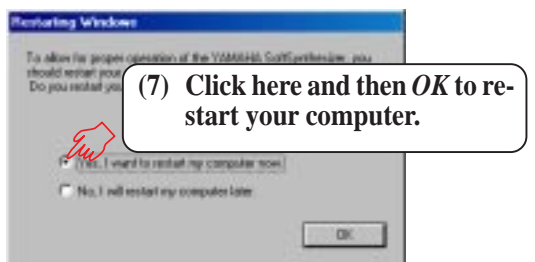 Restarting Windows
To allow for proper operation of the YAMAHA SoftSynthesizer, you
should restart your
Do you restart you
(7) Click here and then OK to re-
start your computer.
Yes, I want to restart my computer now.
No, I will restart my computer later.
OK